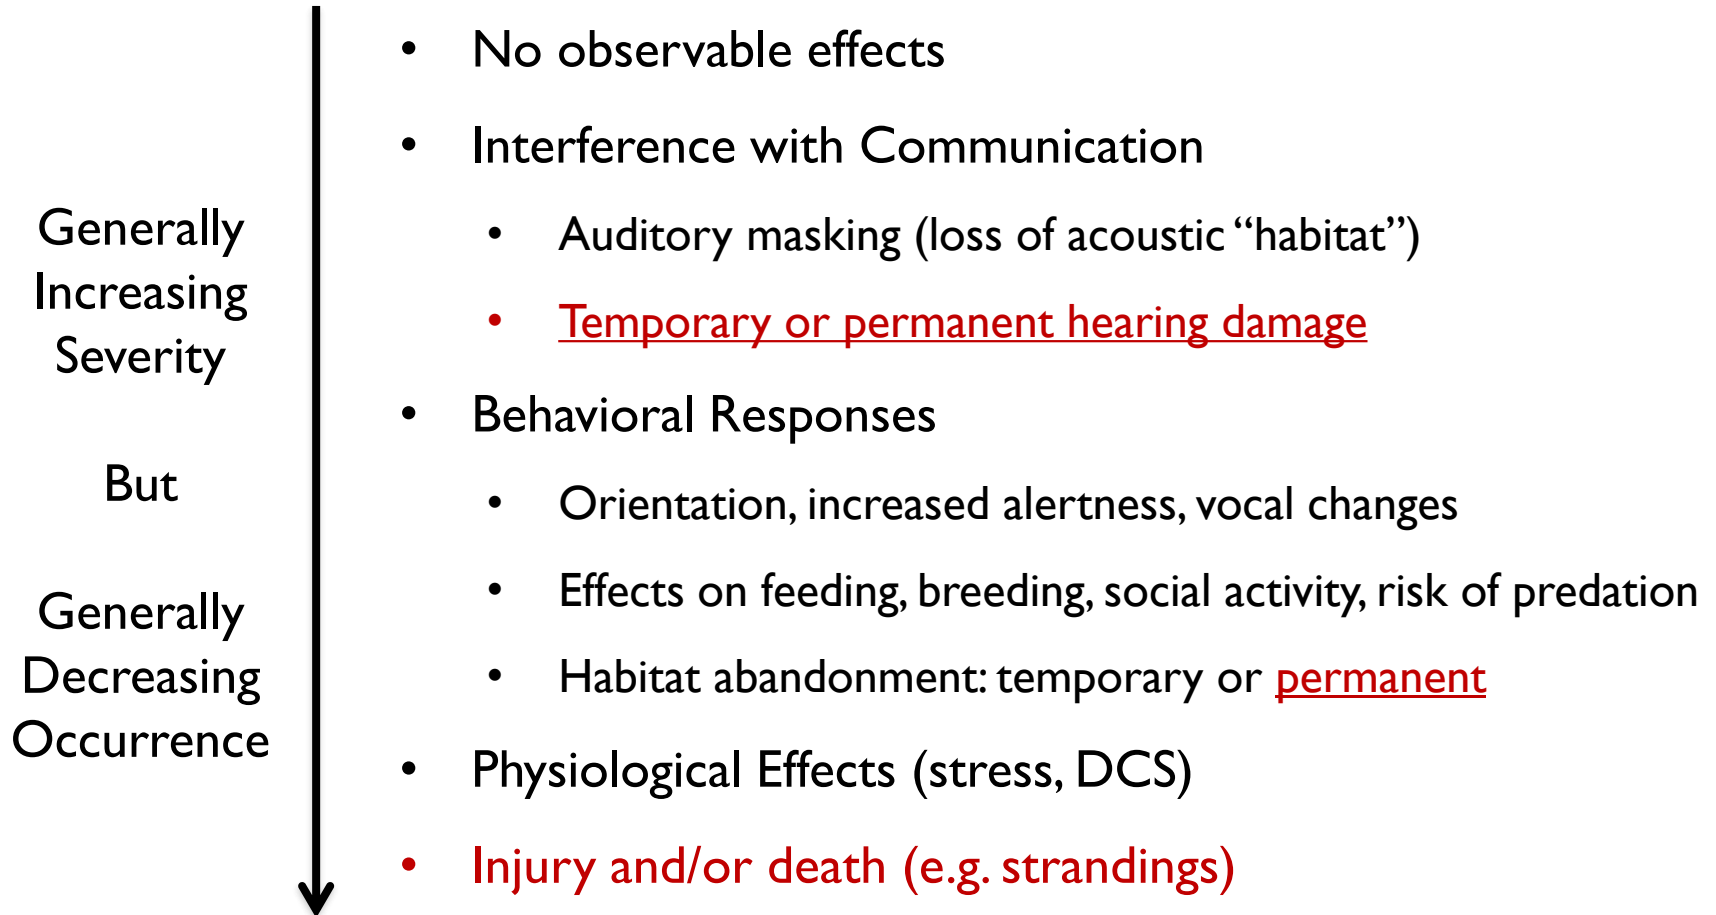 Generally
Increasing
Severity
But
Generally
Decreasing
Occurrence
• No observable effects
• Interference with Communication
• Auditory masking (loss of acoustic “habitat”)
• Temporary or permanent hearing damage
• Behavioral Responses
• Orientation, increased alertness, vocal changes
• Effects on feeding, breeding, social activity, risk of predation
• Habitat abandonment: temporary or permanent
• Physiological Effects (stress, DCS)
• Injury and/or death (e.g. strandings)